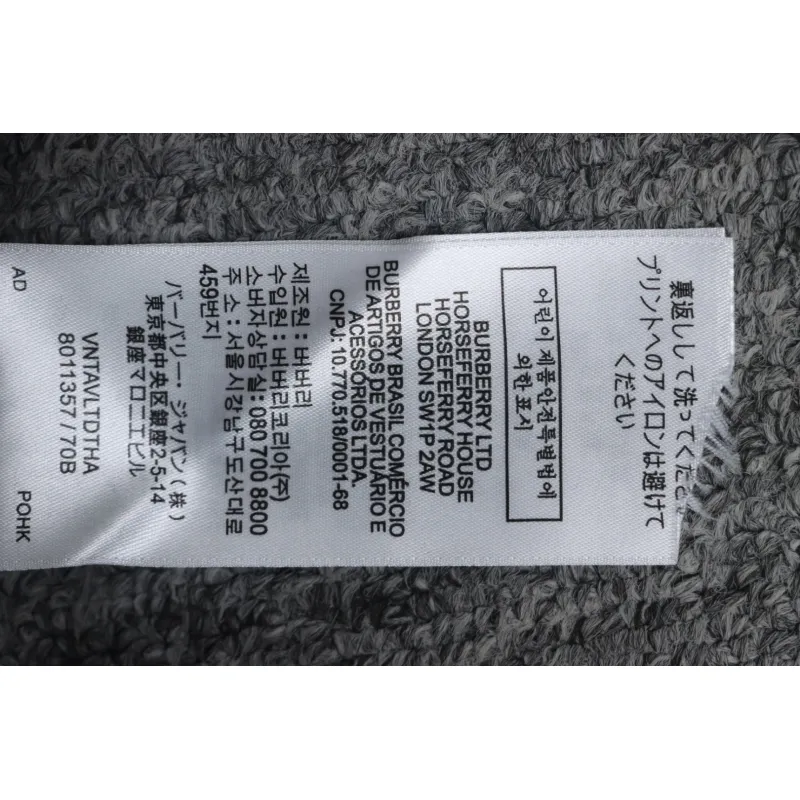 裏返しして洗ってくださ
プリントへのアイロンは避けて
ください
어린이 제품안전특별법에
의한 표시
BURBERRY LTD
HORSEFERRY HOUSE
HORSEFERRY ROAD
LONDON SW1P 2AW
BURBERRY BRASIL COMÉRCIO
DE ARTIGOS DE VESTUÁRIO E
ACESSÓRIOS LTDA.
CNPJ: 10.770.518/0001-68
제조원 : 버버리
수입원 : 버버리코리아(주)
소비자상담실: 080 700 8800
주 소 : 서울시강남구도산대로
459번지
バーバリー・ジャパン(株)
東京都中央区銀座2-5-14
銀座マロニエビル
VNTAVLTDTHA
8011357 / 70B
AD
POHK